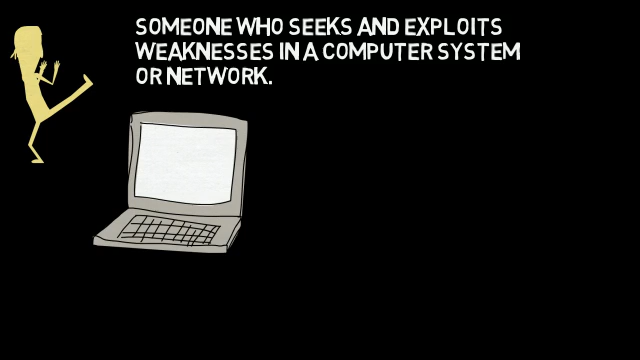 SOMEONE WHO SEEKS AND EXPLOITS
WEAKNESSES IN A COMPUTER SYSTEM
OR NETWORK.